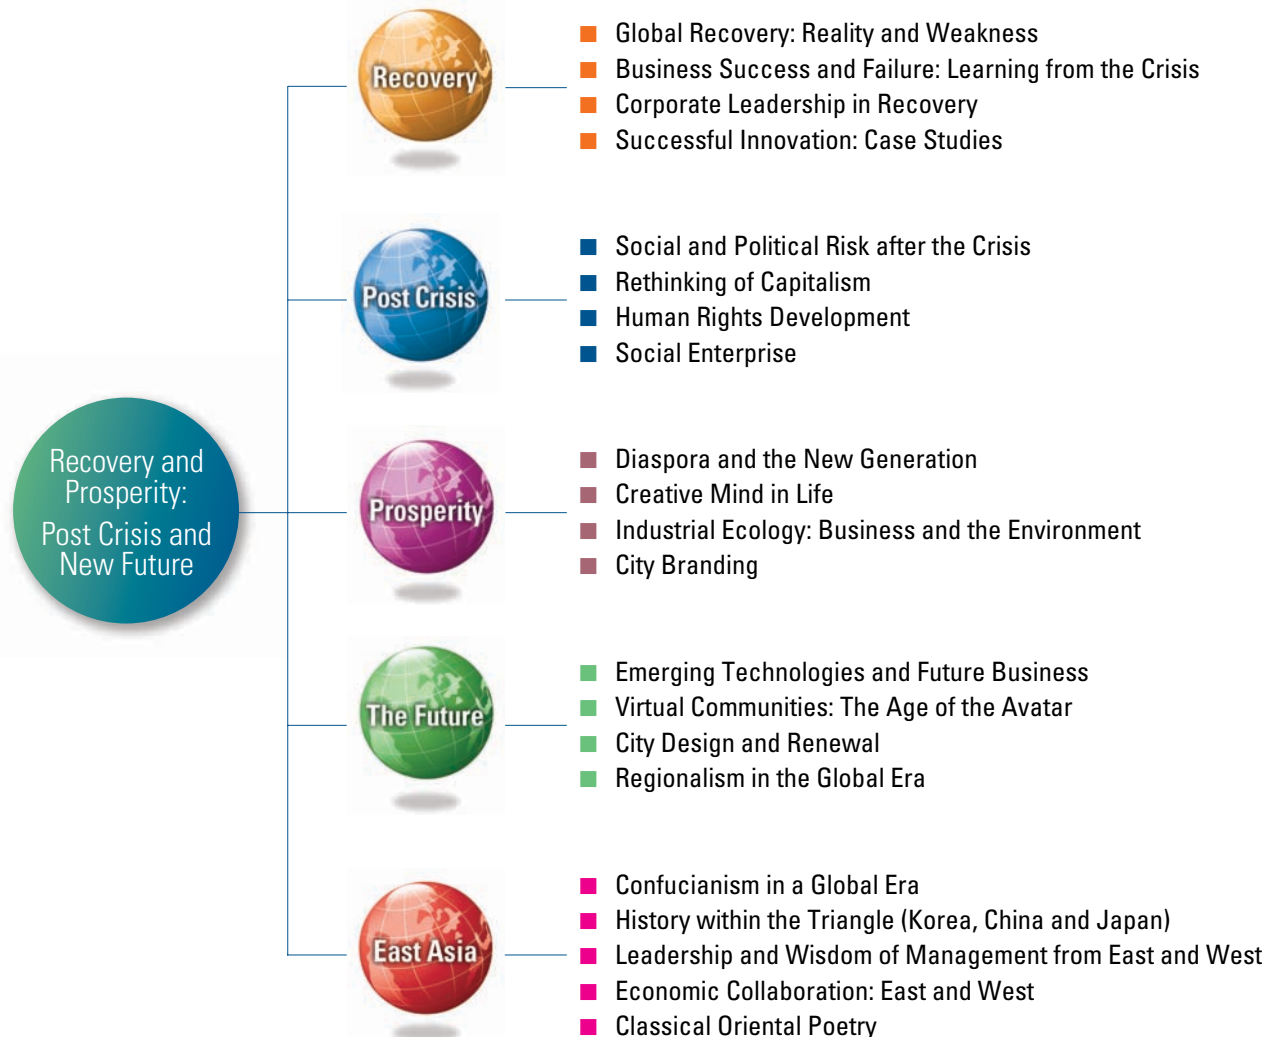 Recovery and
Prosperity:
Post Crisis and
New Future
Recovery
Global Recovery: Reality and Weakness
Business Success and Failure: Learning from the Crisis
Corporate Leadership in Recovery
Successful Innovation: Case Studies
Post Crisis
Social and Political Risk after the Crisis
Rethinking of Capitalism
Human Rights Development
Social Enterprise
Prosperity
Diaspora and the New Generation
Creative Mind in Life
Industrial Ecology: Business and the Environment
City Branding
The Future
Emerging Technologies and Future Business
Virtual Communities: The Age of the Avatar
City Design and Renewal
Regionalism in the Global Era
East Asia
Confucianism in a Global Era
History within the Triangle (Korea, China and Japan)
Leadership and Wisdom of Management from East and West
Economic Collaboration: East and West
Classical Oriental Poetry